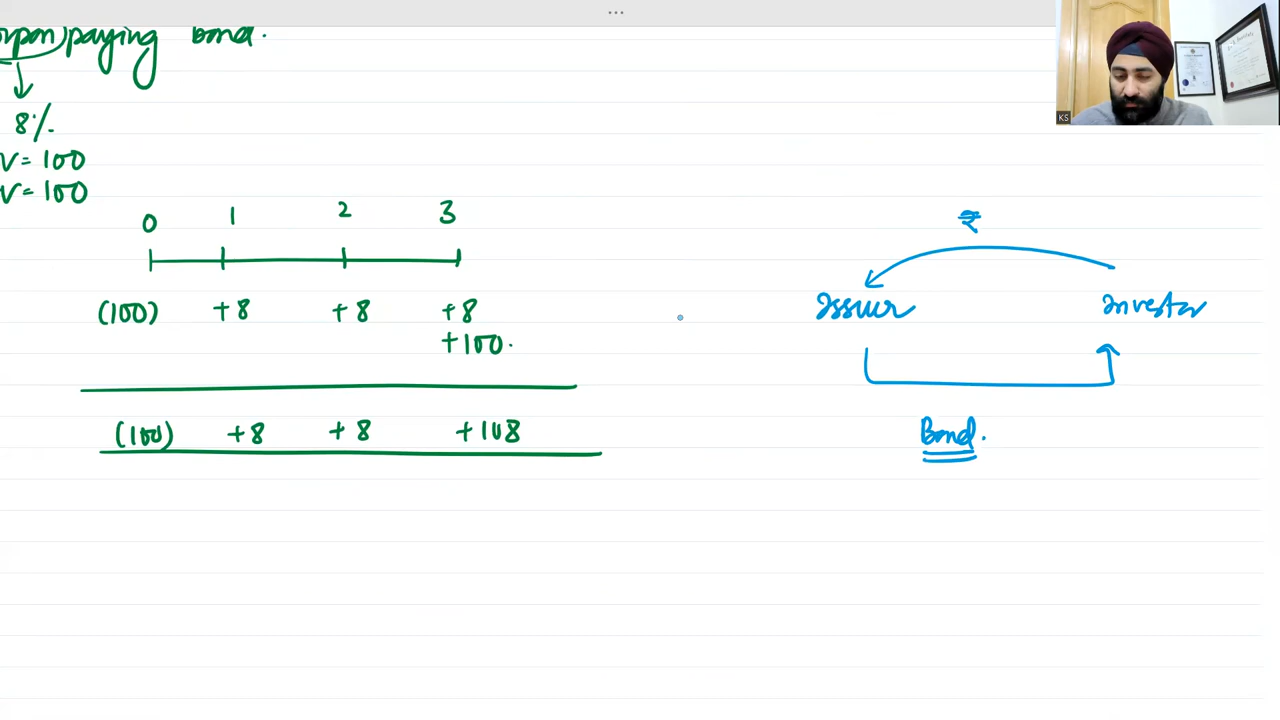 paying bond.
8%
V = 100
V = 100
0 1 2 3
(100) +8 +8 +8
+100.
(100) +8 +8 +108
₹
Issuer Investor
Bond.
KS